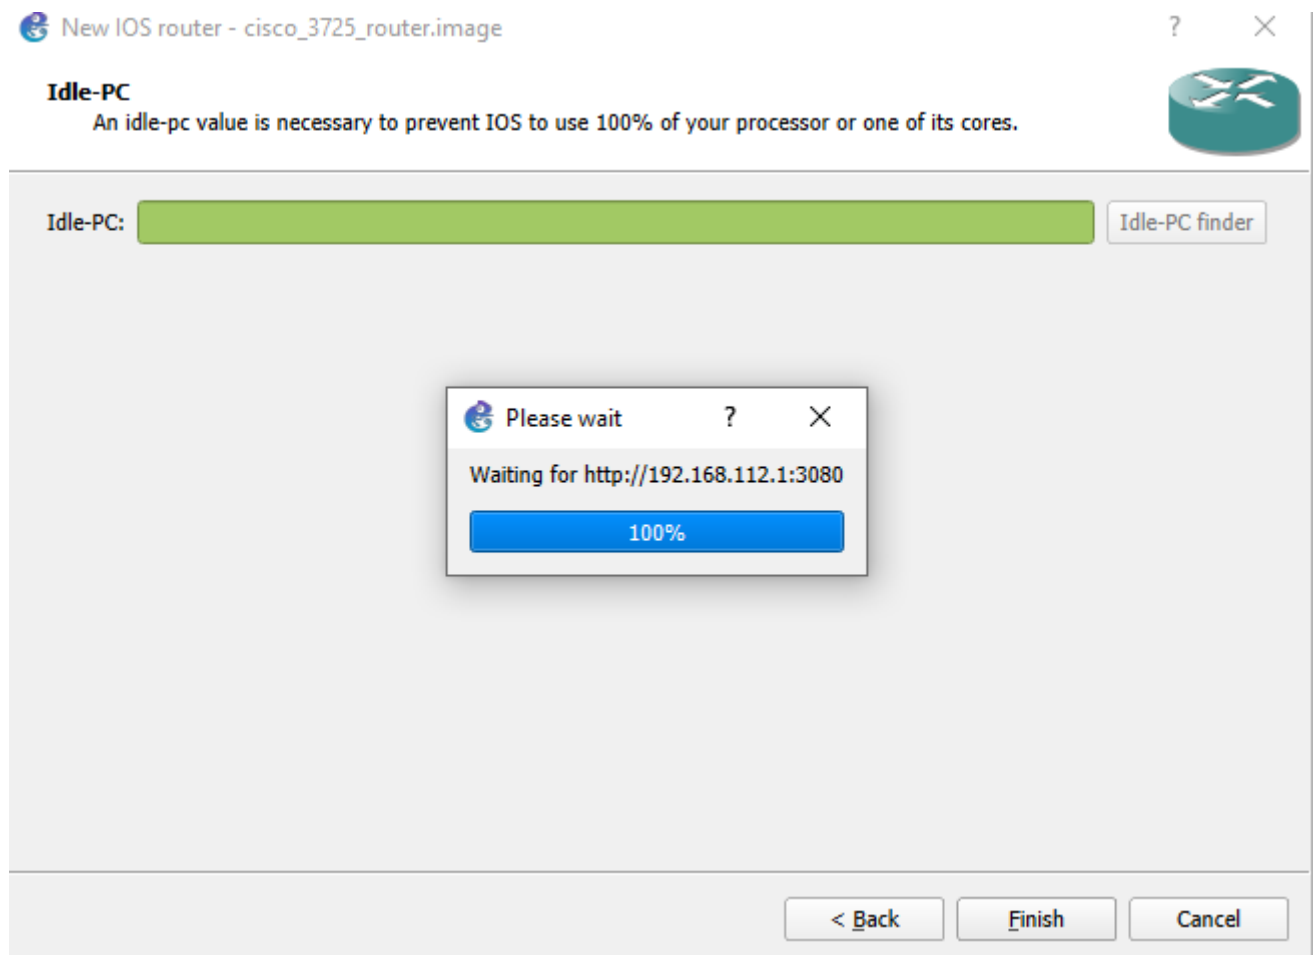 New IOS router - cisco_3725_router.image
?
Idle-PC
An idle-pc value is necessary to prevent IOS to use 100% of your processor or one of its cores.
Idle-PC:
Idle-PC finder
Please wait
?
Waiting for http://192.168.112.1:3080
100%
< Back
Finish
Cancel